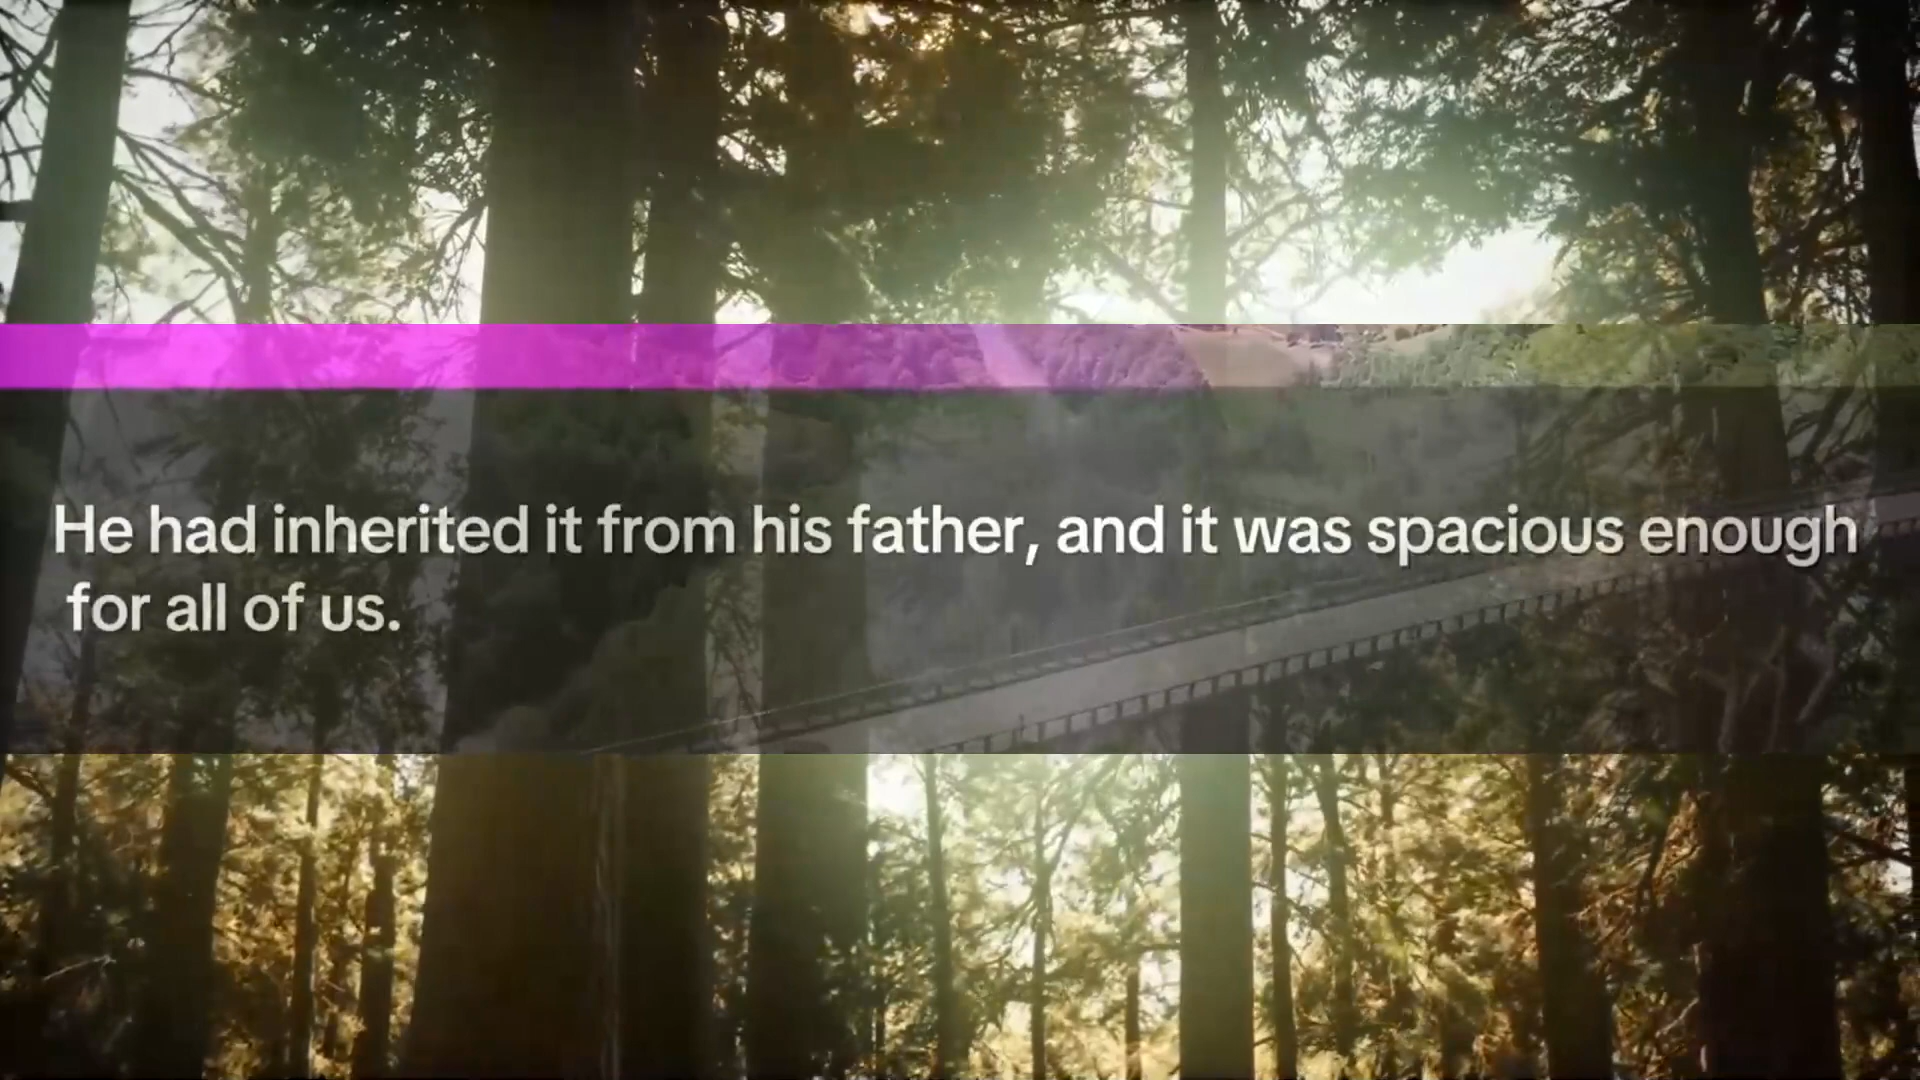 He had inherited it from his father, and it was spacious enough
for all of us.